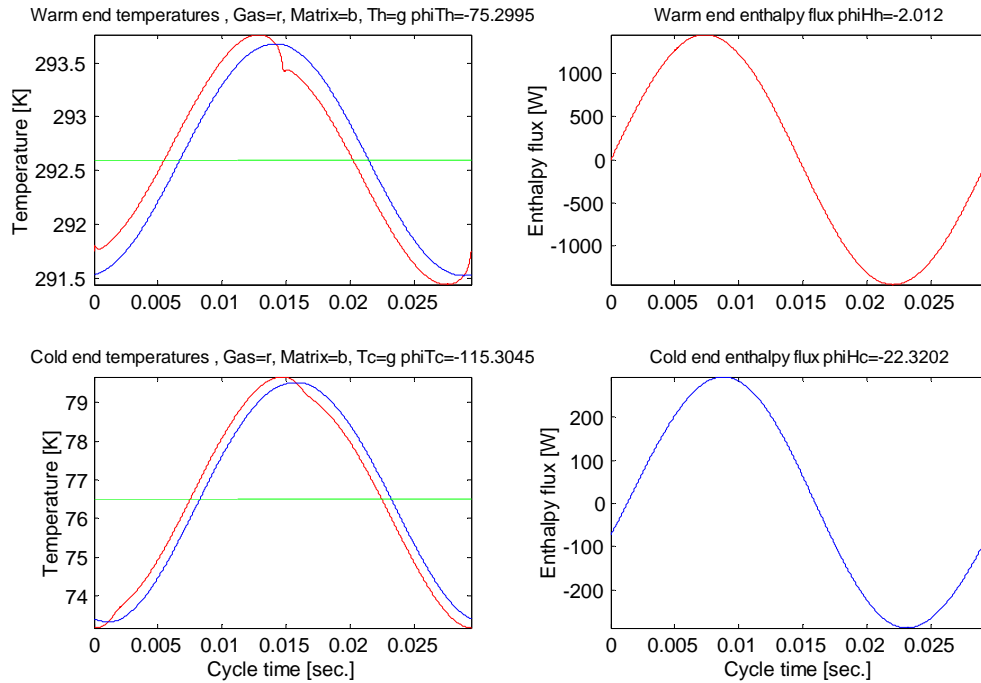 Warm end temperatures , Gas=r, Matrix=b, Th=g phiTh=-75.2995
Temperature [K]
293.5
293
292.5
292
291.5
0 0.005 0.01 0.015 0.02 0.025
Warm end enthalpy flux phiHh=-2.012
Enthalpy flux [W]
1000
500
0
-500
-1000
0 0.005 0.01 0.015 0.02 0.025
Cold end temperatures , Gas=r, Matrix=b, Tc=g phiTc=-115.3045
Temperature [K]
79
78
77
76
75
74
0 0.005 0.01 0.015 0.02 0.025
Cycle time [sec.]
Cold end enthalpy flux phiHc=-22.3202
Enthalpy flux [W]
200
100
0
-100
-200
0 0.005 0.01 0.015 0.02 0.025
Cycle time [sec.]